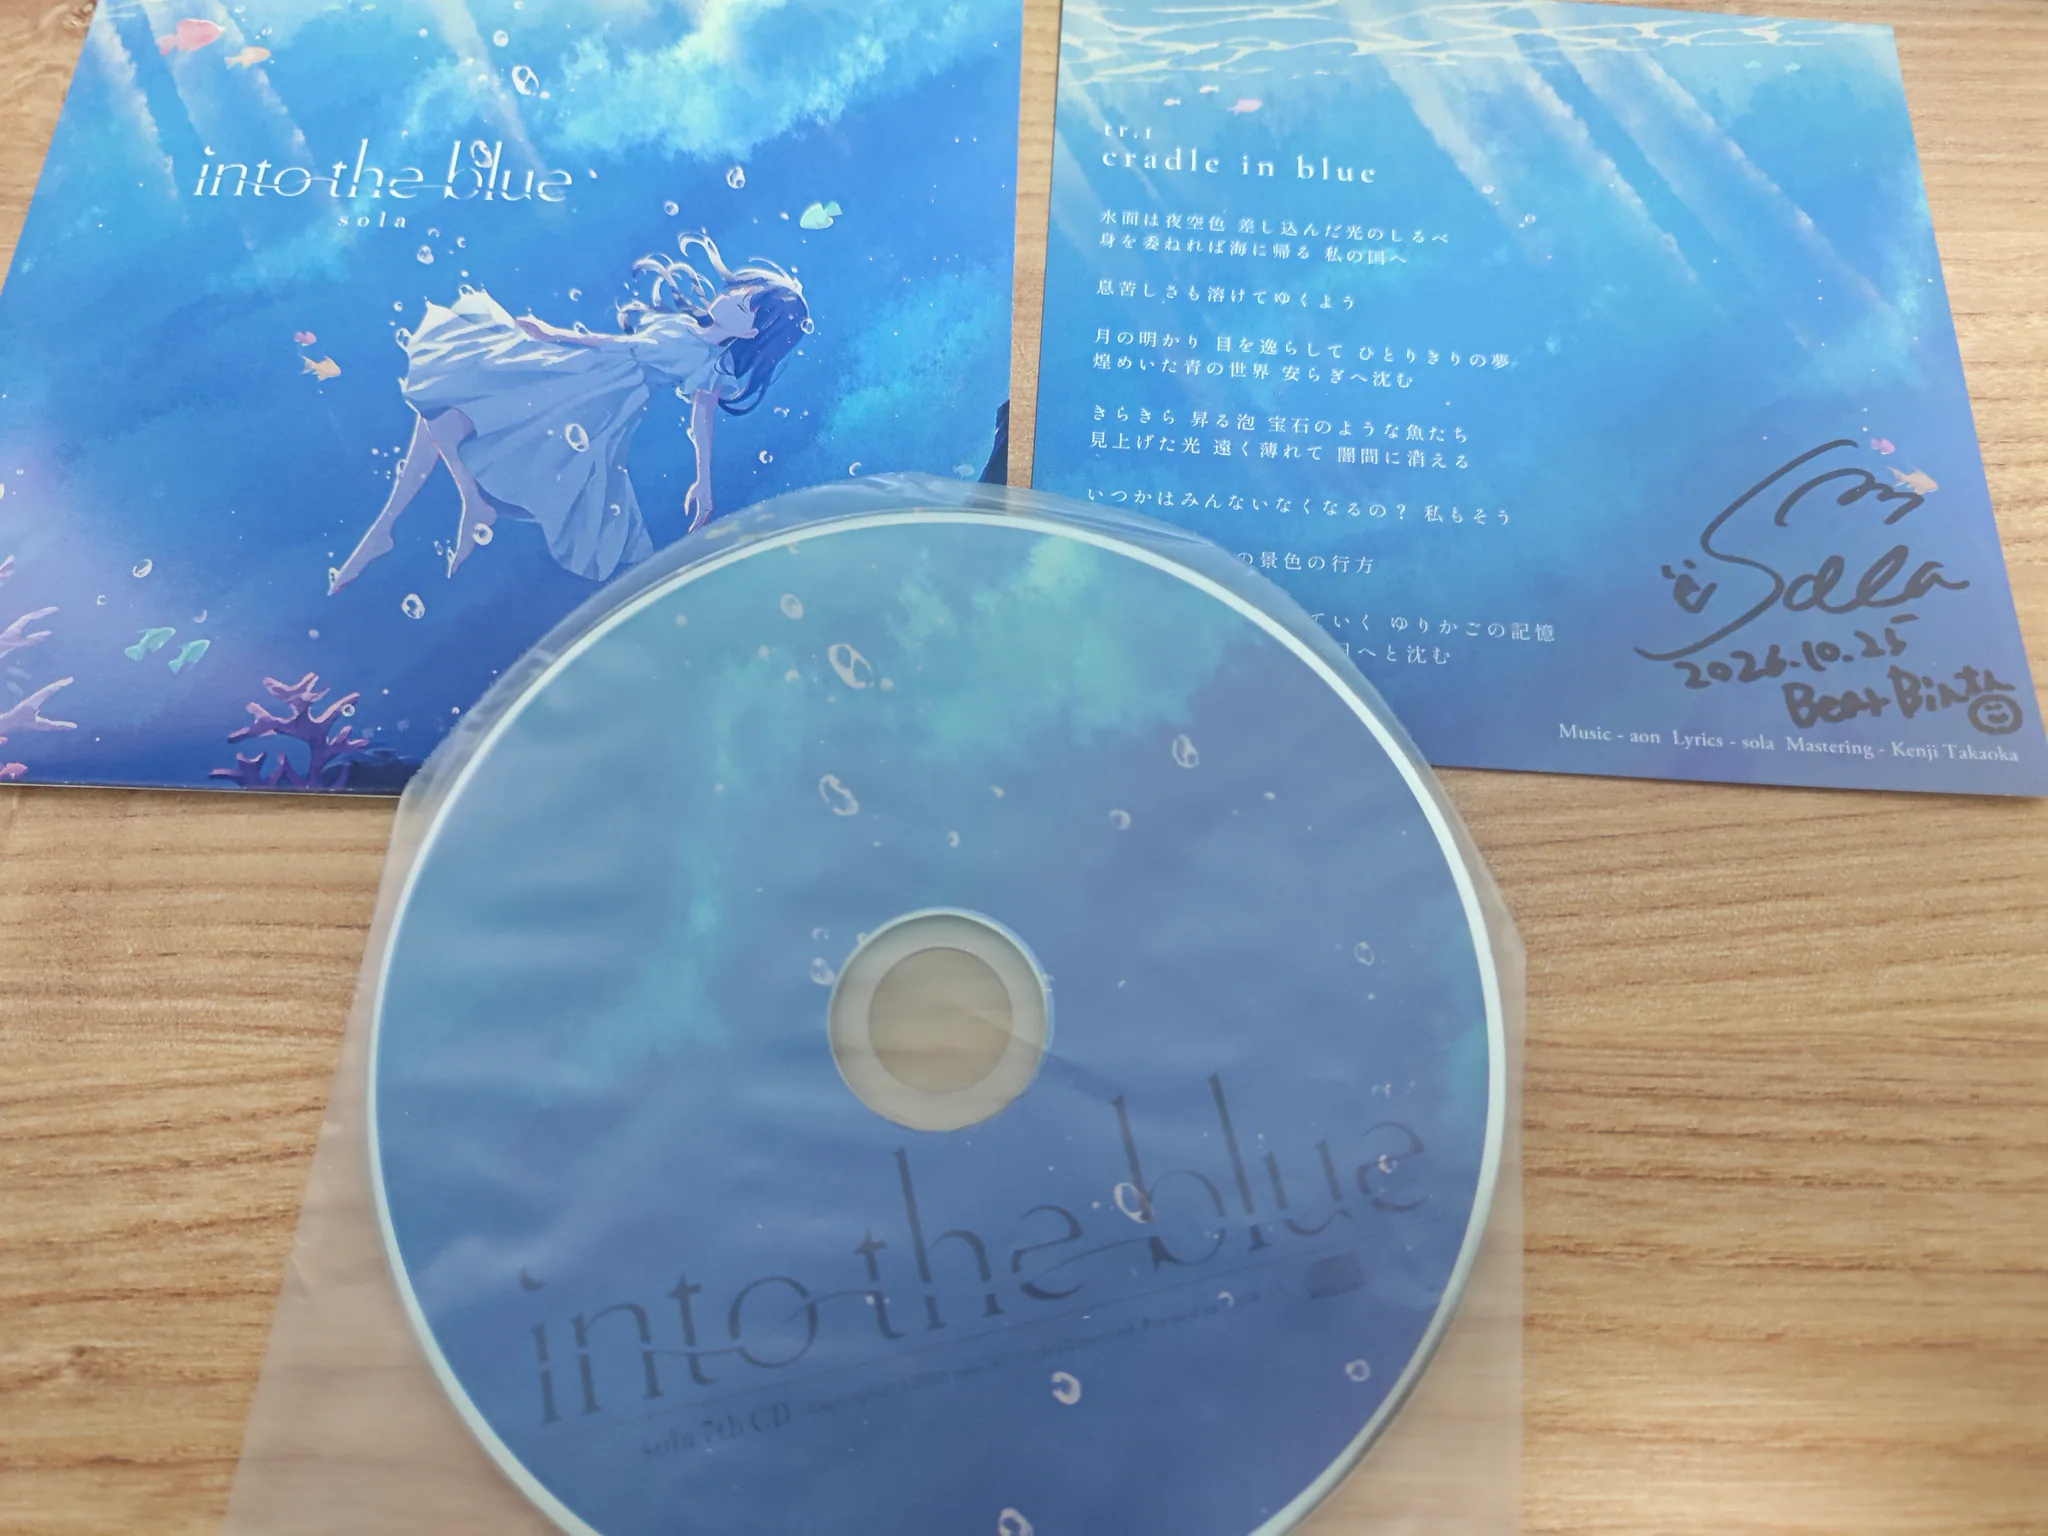 into the blue
sola
tr.1
cradle in blue
水面は夜空色 差し込んだ光のしるべ
身を委ねれば海に帰る 私の国へ
息苦しさも溶けてゆくよう
月の明かり 目を逸らして ひとりきりの夢
煌めいた青の世界 安らぎへ沈む
きらきら 昇る泡 宝石のような魚たち
見上げた光 遠く薄れて 闇間に消える
いつかはみんないなくなるの? 私もそう
の景色の行方
ていく ゆりかごの記憶
へと沈む
Sola
2026.10.25
Beat Birth
Music - aon Lyrics - sola Mastering - Kenji Takaoka
into the blue
sola 7th CD